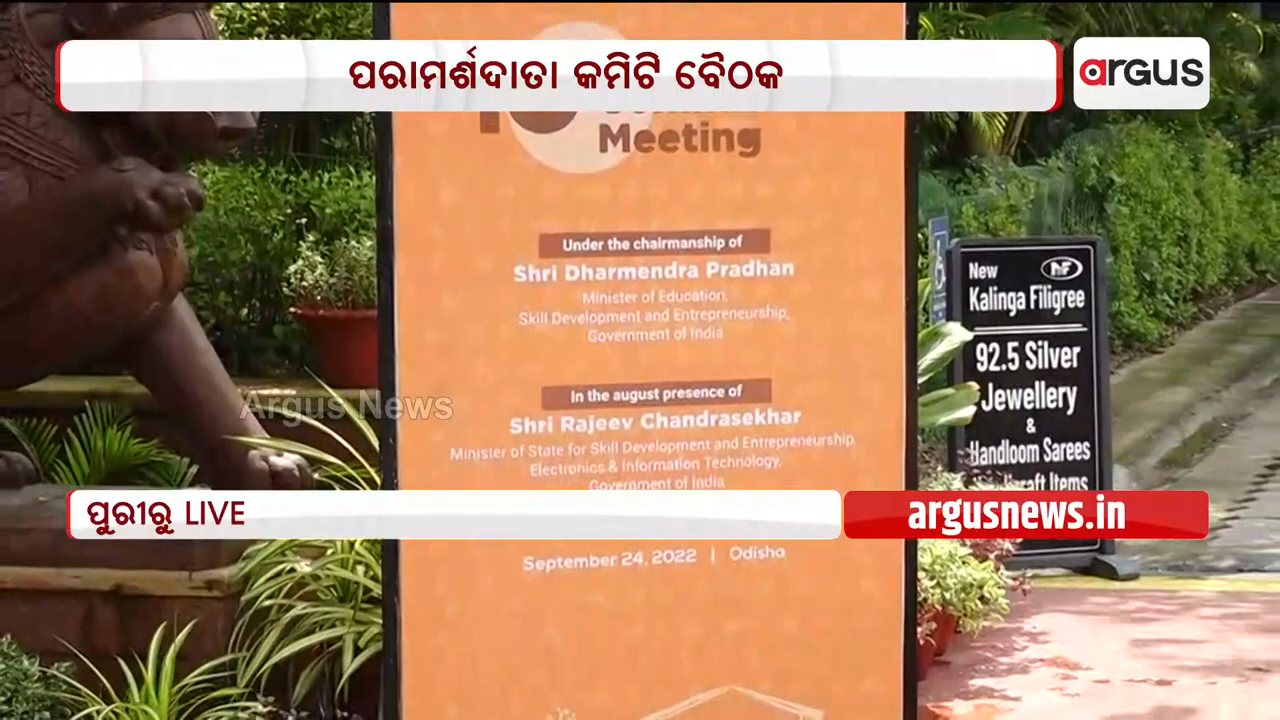 ପରାମର୍ଶଦାତା କମିଟି ବୈଠକ
argus
Meeting
Under the chairmanship of
Shri Dharmendra Pradhan
Minister of Education,
Skill Development and Entrepreneurship,
Government of India
In the august presence of
Shri Rajeev Chandrasekhar
Minister of State for Skill Development and Entrepreneurship,
Electronics & Information Technology,
Government of India
September 24, 2022 | Odisha
New
Kalinga Filigree
92.5 Silver
Jewellery
&
Handloom Sarees
Items
Argus News
ପୁରୀରୁ LIVE
argusnews.in